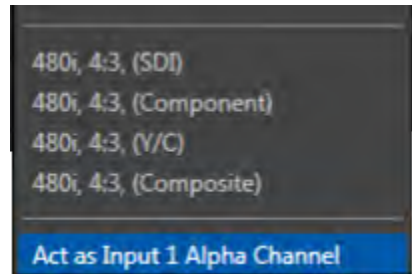 480i, 4:3, (SDI)
480i, 4:3, (Component)
480i, 4:3, (Y/C)
480i, 4:3, (Composite)
Act as Input 1 Alpha Channel